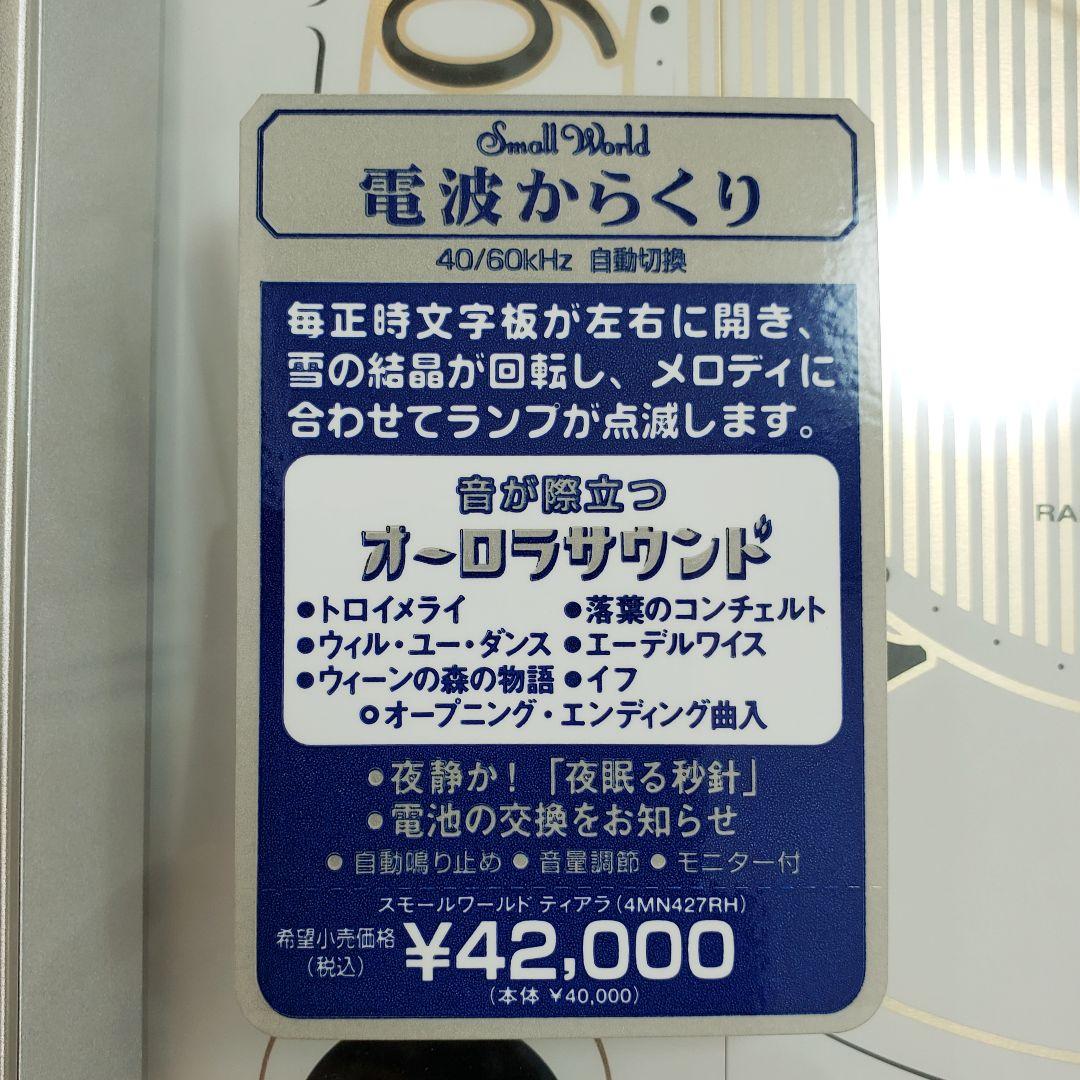 6
Small World
電波からくり
40/60kHz 自動切換
毎正時文字板が左右に開き、
雪の結晶が回転し、メロディに
合わせてランプが点滅します。
音が際立つ
オーロラサウンド
●トロイメライ ●落葉のコンチェルト
●ウィル・ユー・ダンス ●エーデルワイス
●ウィーンの森の物語 ●イフ
◎オープニング・エンディング曲入
●夜静か!「夜眠る秒針」
●電池の交換をお知らせ
●自動鳴り止め ●音量調節 ●モニター付
スモールワールド ティアラ(4MN427RH)
希望小売価格 ¥42,000
(税込)
(本体 ¥40,000)
RA